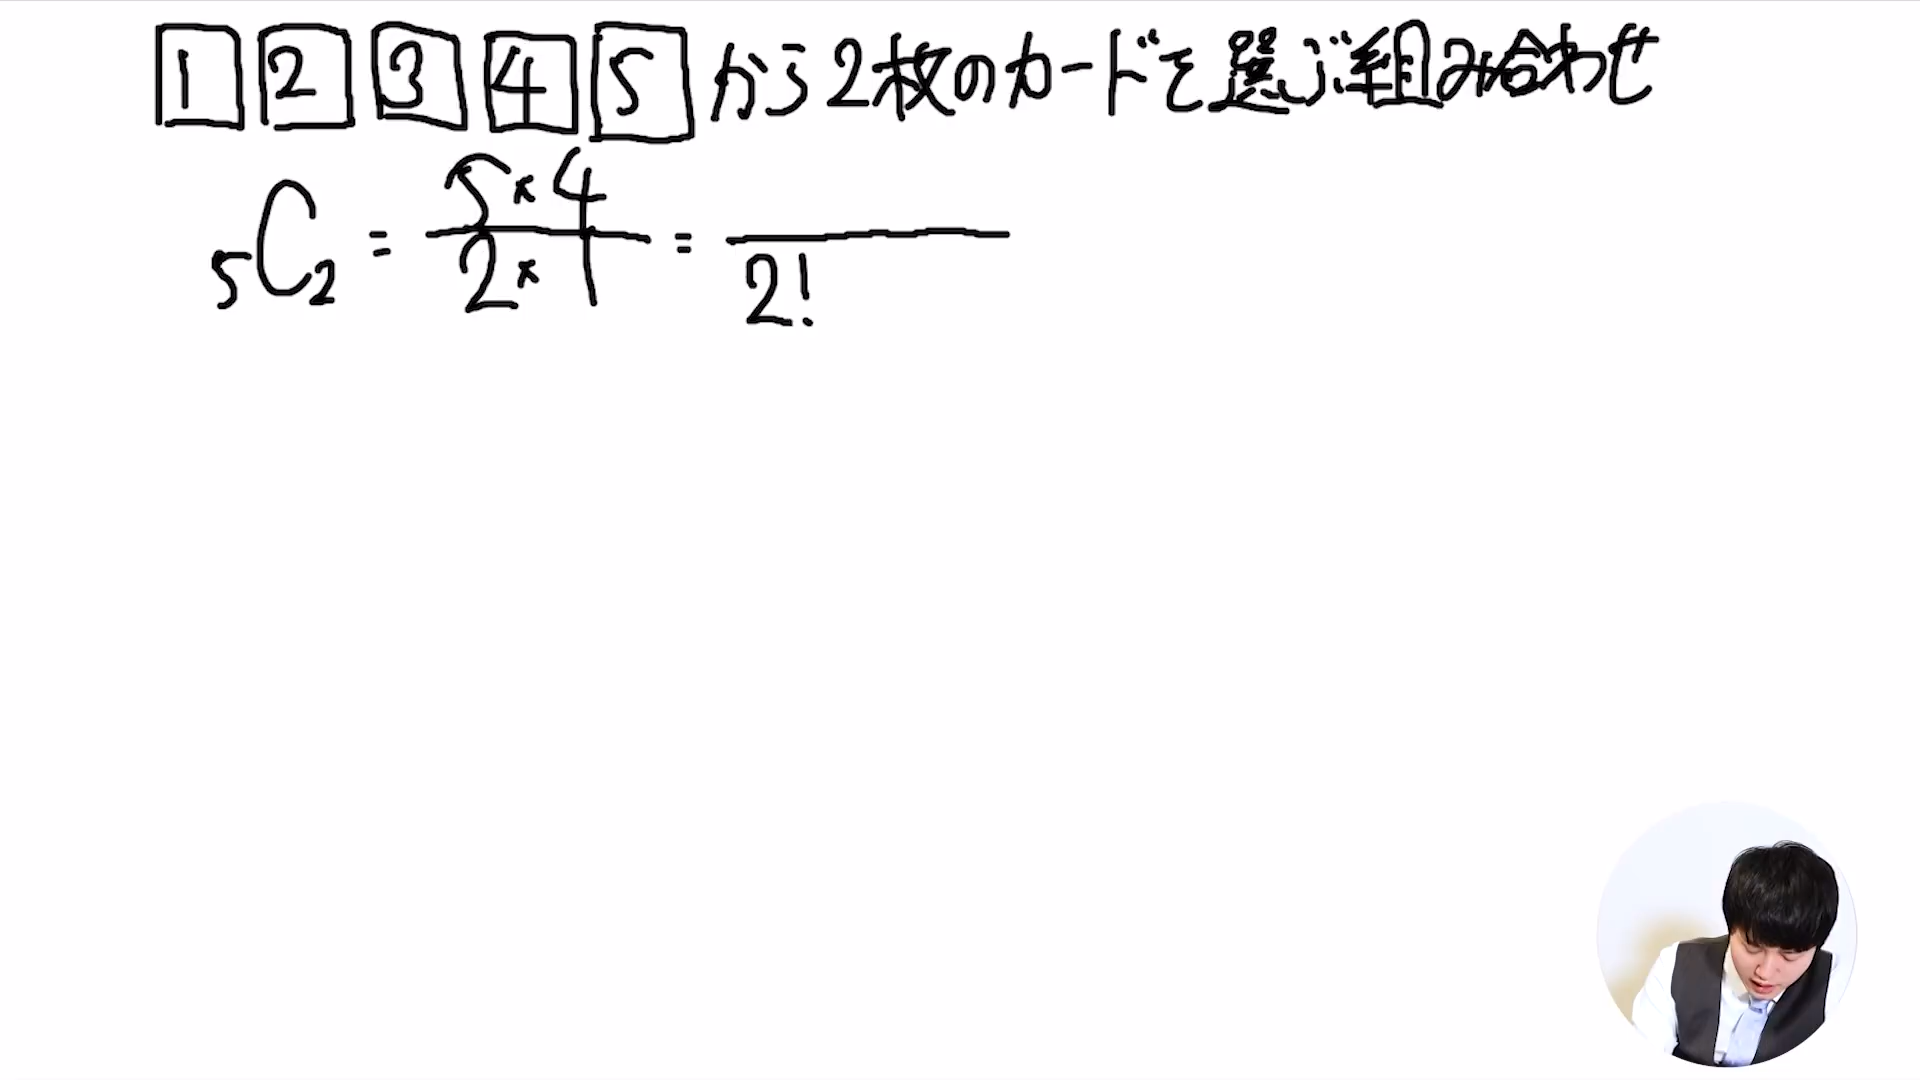 1 2 3 4 5 から2枚のカードを選ぶ組み合わせ
₅C₂ = 5×4/2×1 = /2!